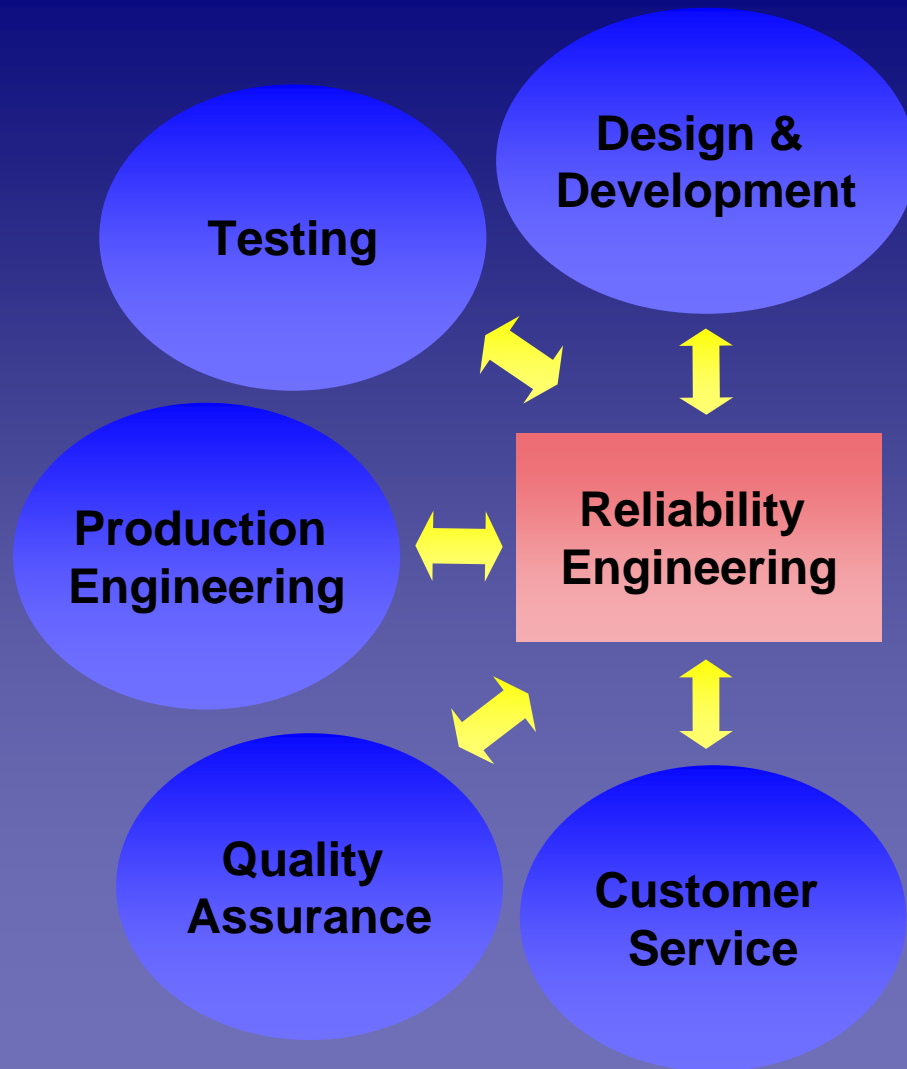 Design &
Development
Testing
Production
Engineering
Reliability
Engineering
Quality
Assurance
Customer
Service